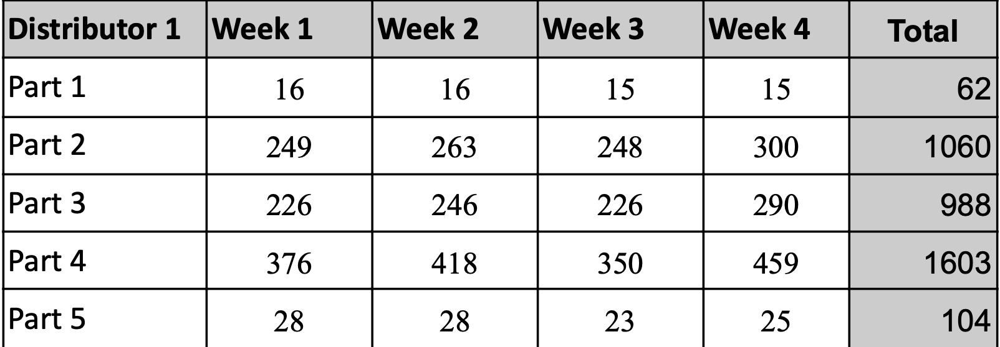 Distributor 1 Week 1 Week 2 Week 3 Week 4 Total
Part 1 16 16 15 15 62
Part 2 249 263 248 300 1060
Part 3 226 246 226 290 988
Part 4 376 418 350 459 1603
Part 5 28 28 23 25 104